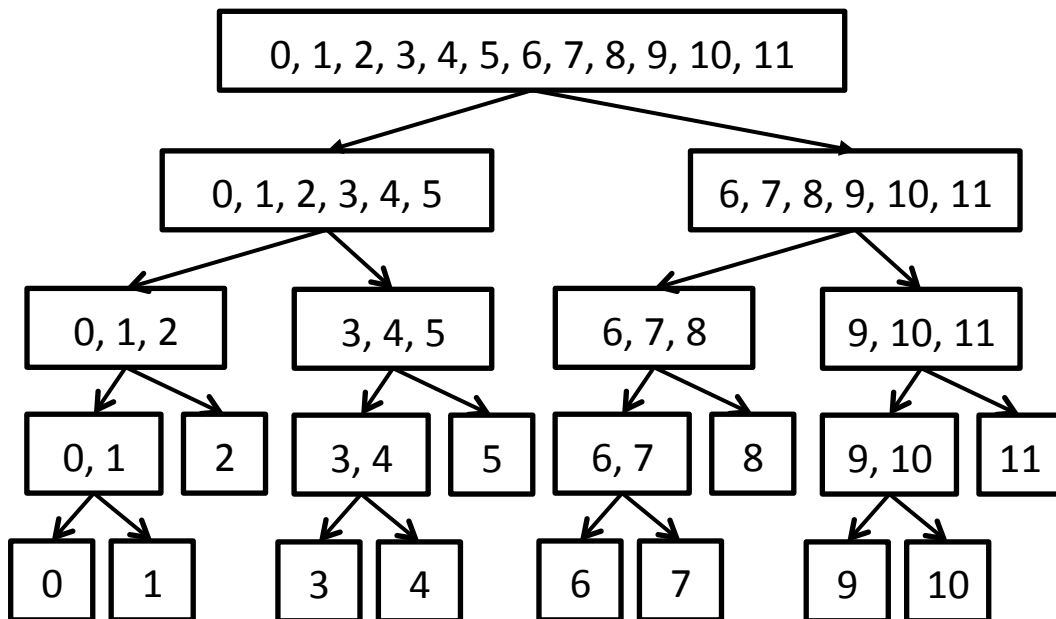 0, 1, 2, 3, 4, 5, 6, 7, 8, 9, 10, 11
0, 1, 2, 3, 4, 5
6, 7, 8, 9, 10, 11
0, 1, 2
3, 4, 5
6, 7, 8
9, 10, 11
0, 1
2
3, 4
5
6, 7
8
9, 10
11
0
1
3
4
6
7
9
10